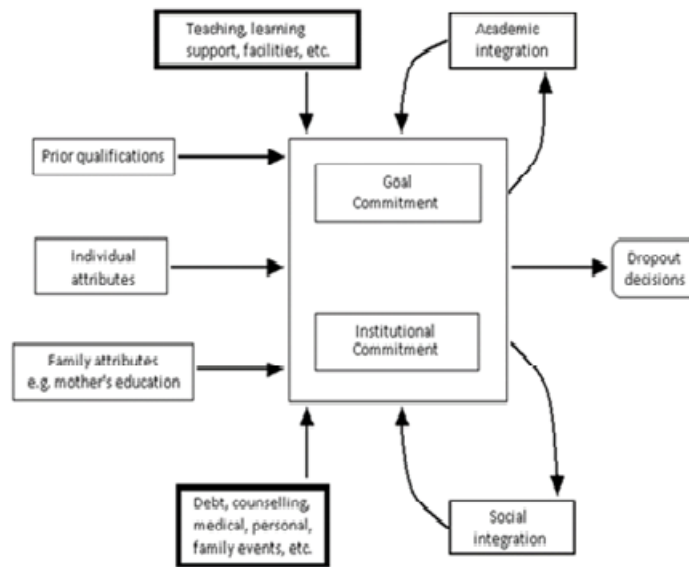 Teaching, learning
support, facilities, etc.
Academic
integration
Prior qualifications
Goal
Commitment
Individual
attributes
Dropout
decisions
Institutional
Commitment
Family attributes
e.g. mother's education
Debt, counselling,
medical, personal,
family events, etc.
Social
integration